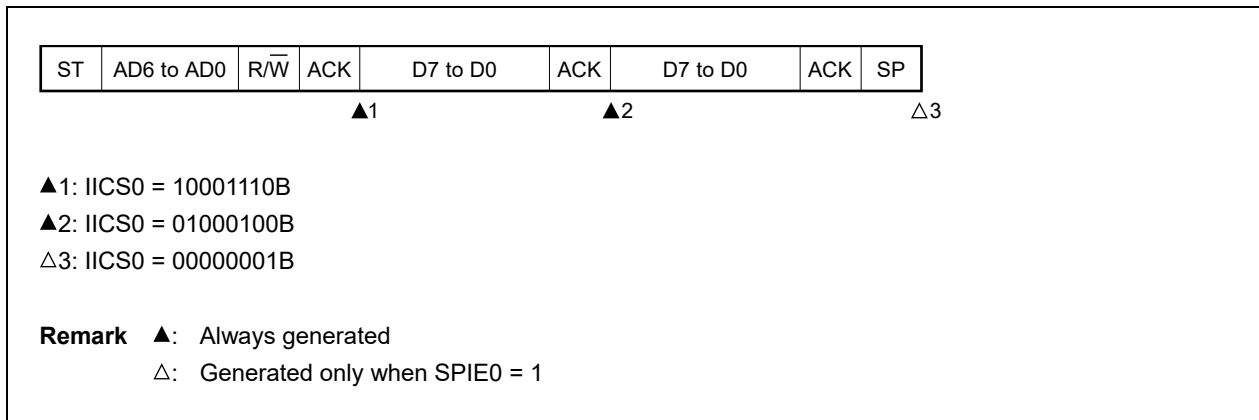 ST AD6 to AD0 R/W̅ ACK D7 to D0 ACK D7 to D0 ACK SP
▲1 ▲2 △3
▲1: IICS0 = 10001110B
▲2: IICS0 = 01000100B
△3: IICS0 = 00000001B
Remark ▲: Always generated
△: Generated only when SPIE0 = 1